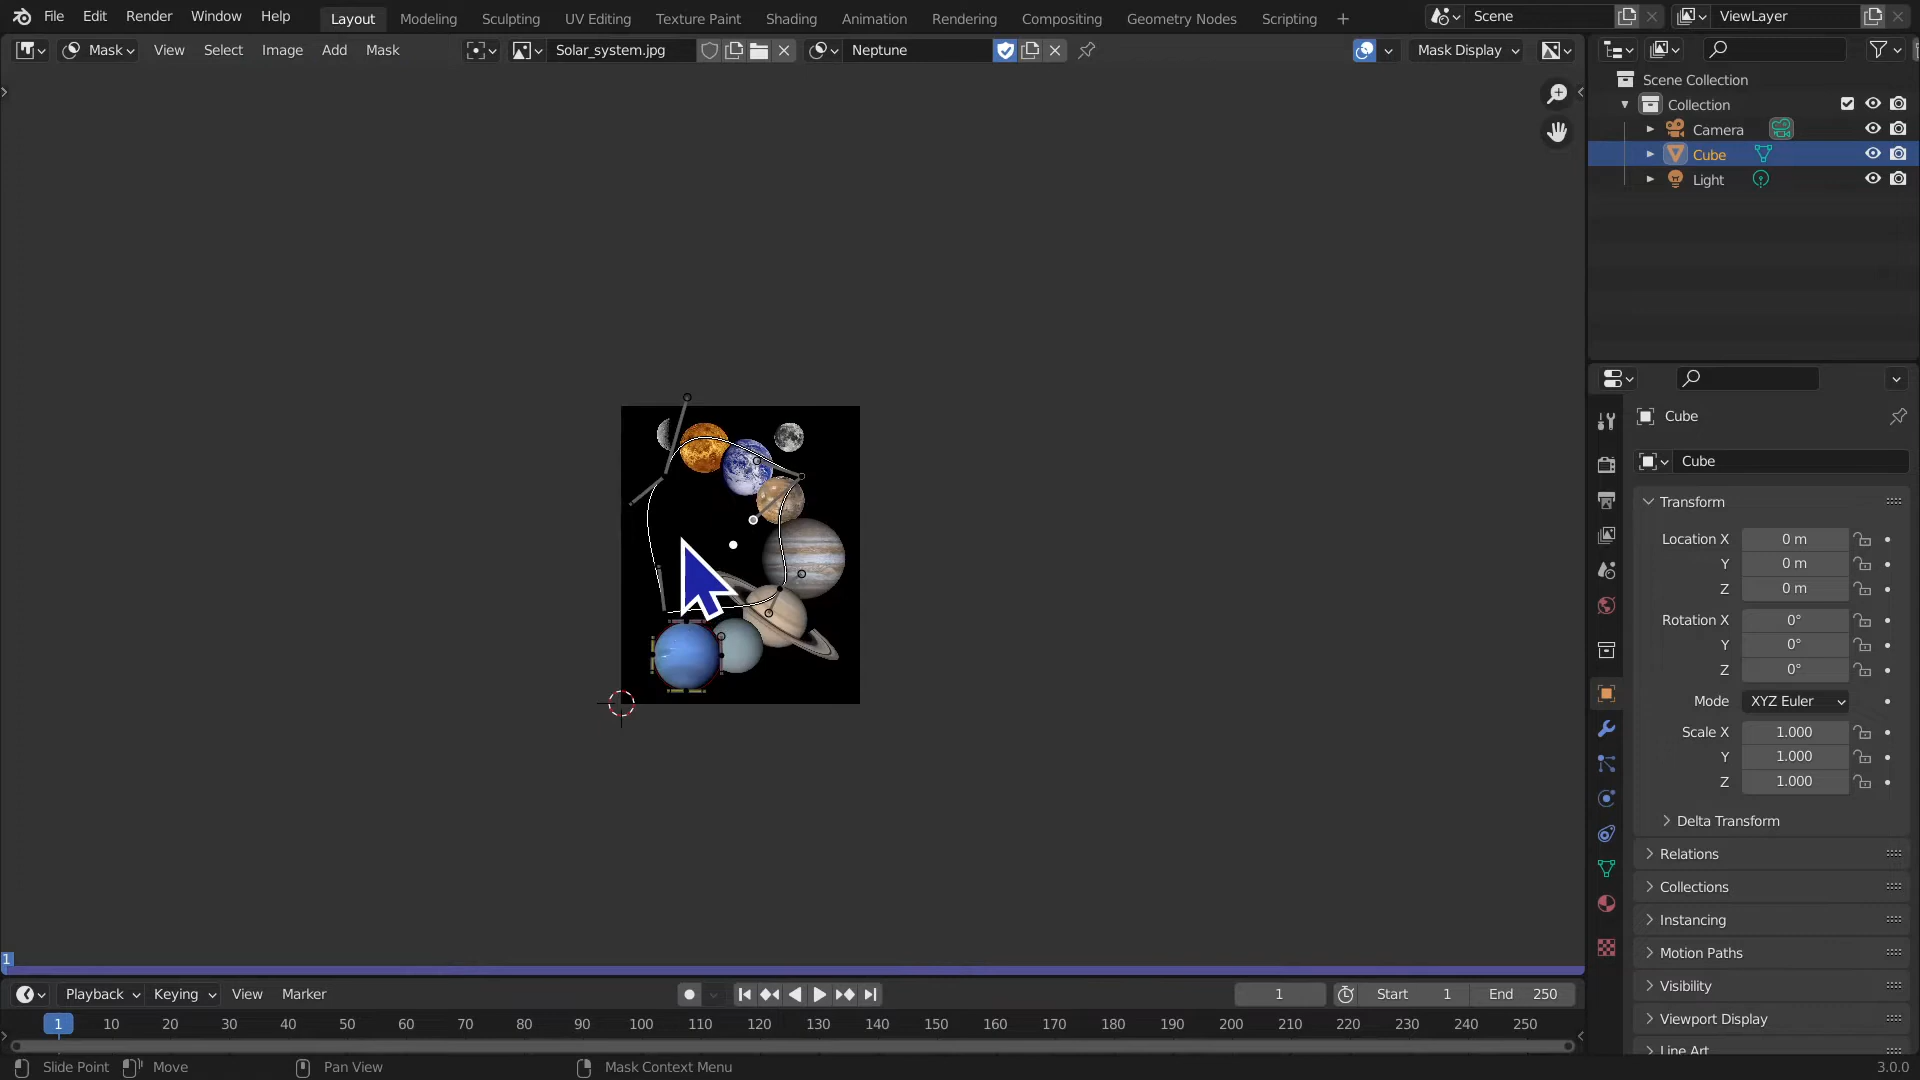 File Edit Render Window Help Layout Modeling Sculpting UV Editing Texture Paint Shading Animation Rendering Compositing Geometry Nodes Scripting + Scene ViewLayer
Mask View Select Image Add Mask Solar_system.jpg Neptune Mask Display
Scene Collection
Collection
Camera
Cube
Light
Cube
Cube
Transform
Location X 0 m
Y 0 m
Z 0 m
Rotation X 0°
Y 0°
Z 0°
Mode XYZ Euler
Scale X 1.000
Y 1.000
Z 1.000
Delta Transform
Relations
Collections
Instancing
Motion Paths
Visibility
Viewport Display
Line Art
1
Playback Keying View Marker 1 Start 1 End 250
1 10 20 30 40 50 60 70 80 90 100 110 120 130 140 150 160 170 180 190 200 210 220 230 240 250
Slide Point Move Pan View Mask Context Menu 3.0.0